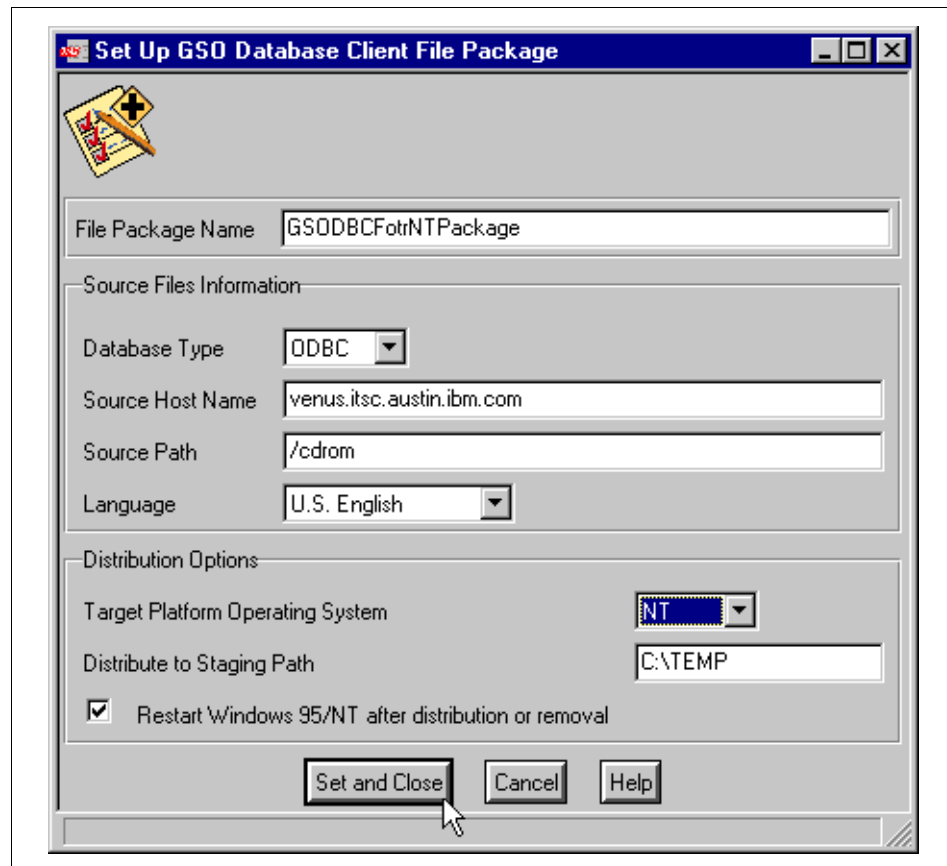 Set Up GSO Database Client File Package
File Package Name GSODBCFotrNTPackage
Source Files Information
Database Type ODBC
Source Host Name venus.itsc.austin.ibm.com
Source Path /cdrom
Language U.S. English
Distribution Options
Target Platform Operating System NT
Distribute to Staging Path C:\TEMP
Restart Windows 95/NT after distribution or removal
Set and Close Cancel Help